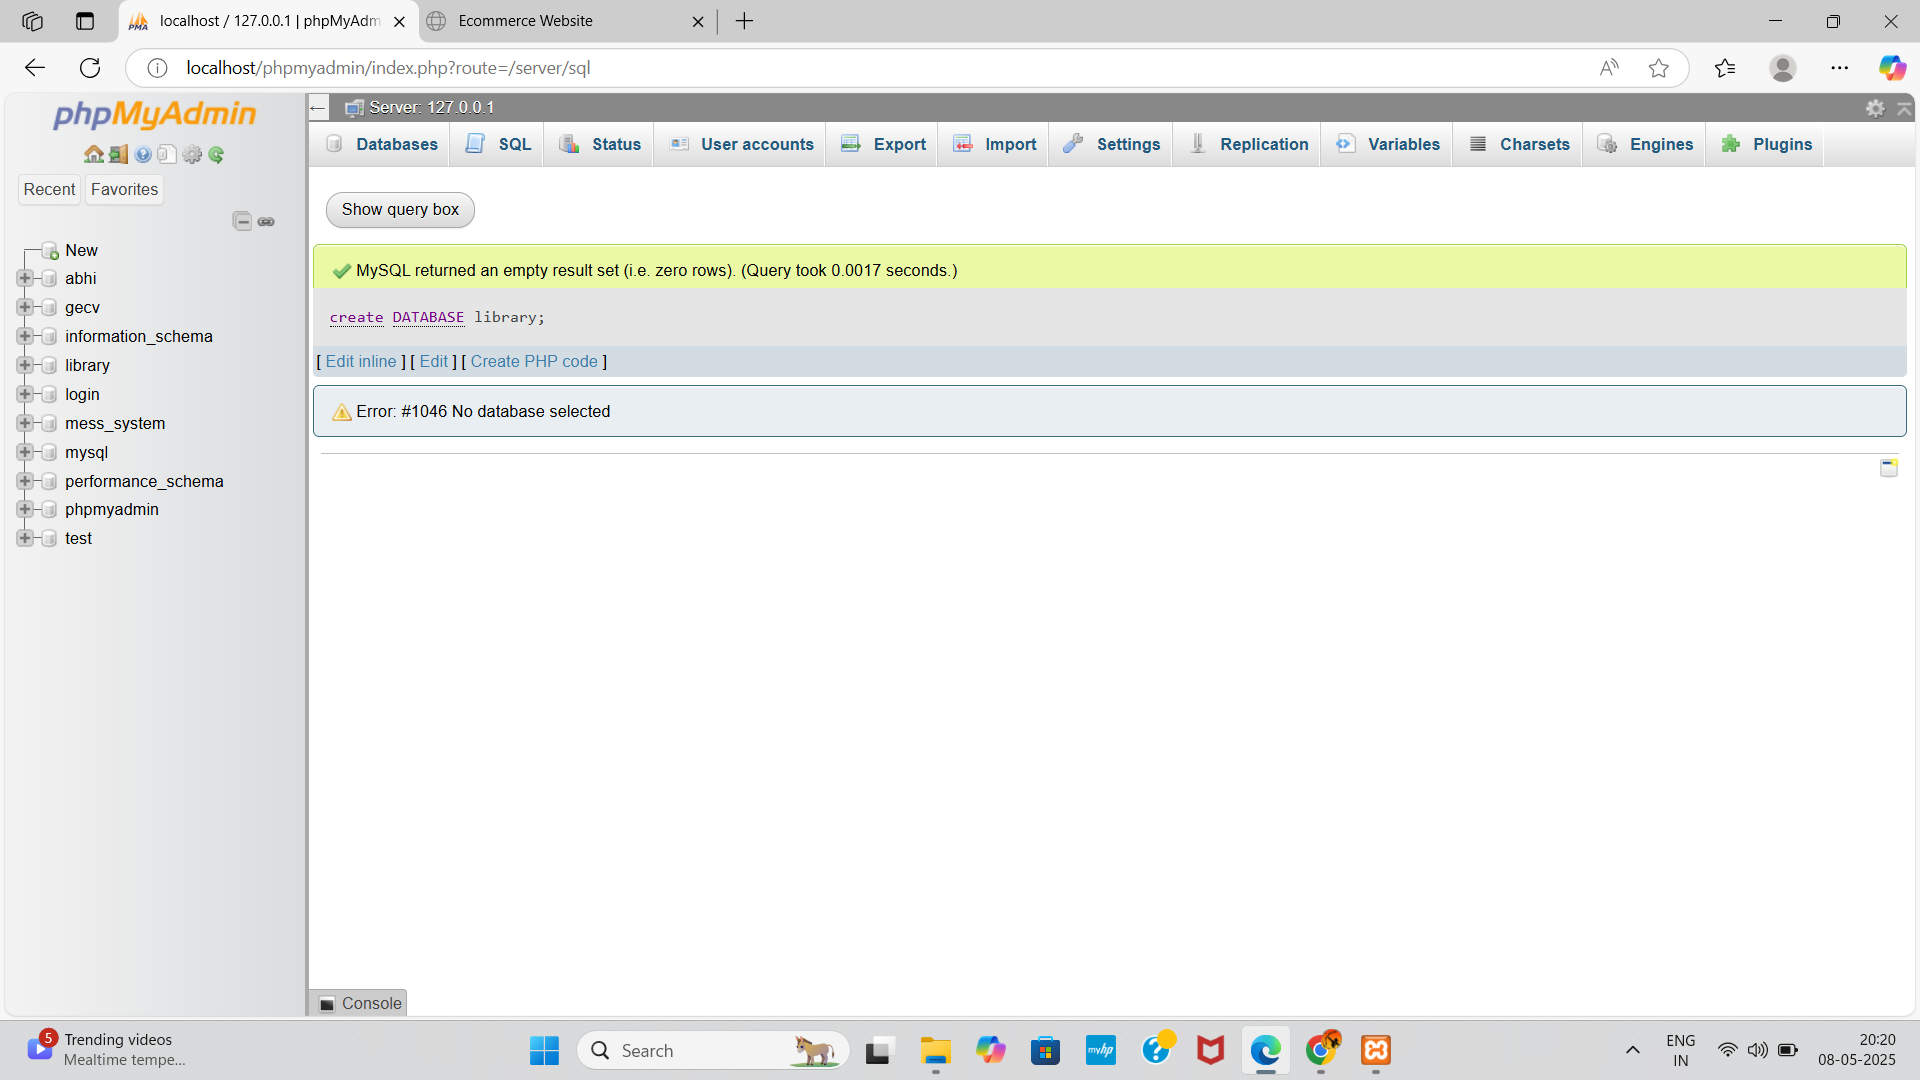 localhost / 127.0.0.1 | phpMyAdm
Ecommerce Website
localhost/phpmyadmin/index.php?route=/server/sql
phpMyAdmin
Recent
Favorites
New
abhi
gecv
information_schema
library
login
mess_system
mysql
performance_schema
phpmyadmin
test
Server: 127.0.0.1
Databases
SQL
Status
User accounts
Export
Import
Settings
Replication
Variables
Charsets
Engines
Plugins
Show query box
MySQL returned an empty result set (i.e. zero rows). (Query took 0.0017 seconds.)
create DATABASE library;
[ Edit inline ] [ Edit ] [ Create PHP code ]
Error: #1046 No database selected
Console
5
Trending videos
Mealtime tempe...
Search
myhp
ENG
IN
20:20
08-05-2025